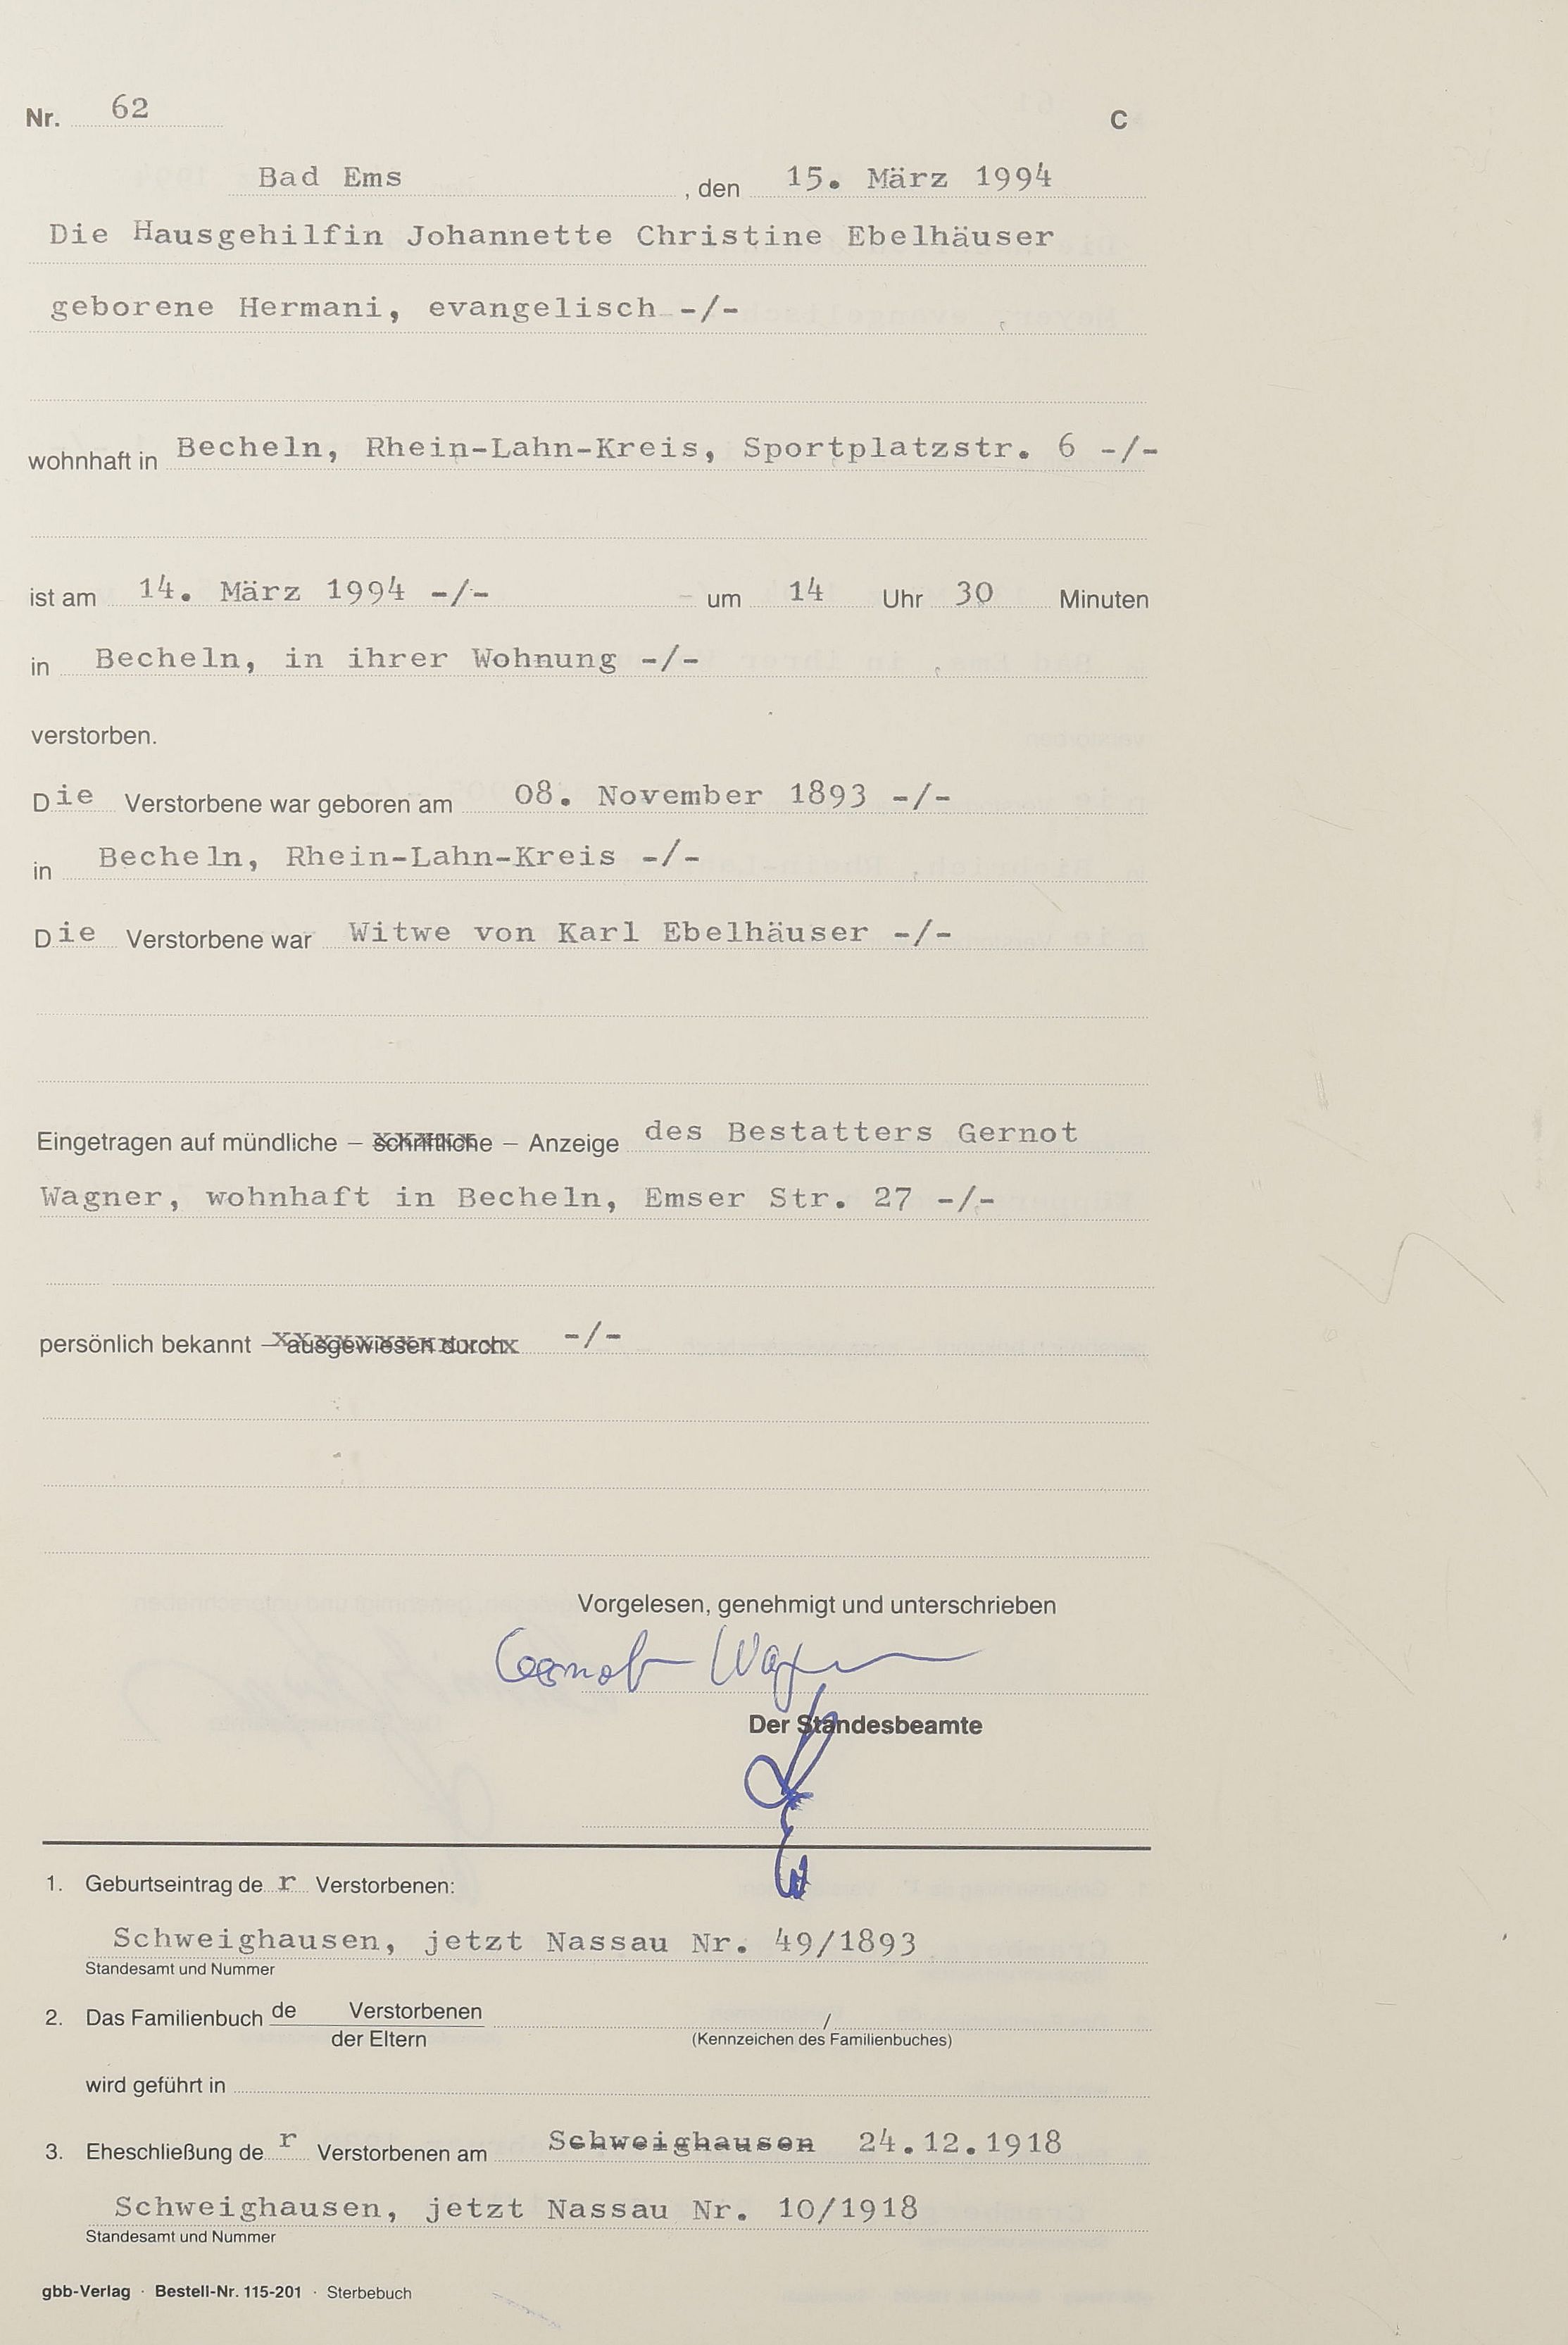 Nr. 62 C
Bad Ems , den 15. März 1994
Die Hausgehilfin Johannette Christine Ebelhäuser
geborene Hermani, evangelisch -/-
wohnhaft in Becheln, Rhein-Lahn-Kreis, Sportplatzstr. 6 -/-
ist am 14. März 1994 -/- um 14 Uhr 30 Minuten
in Becheln, in ihrer Wohnung -/-
verstorben.
Die Verstorbene war geboren am 08. November 1893 -/-
in Becheln, Rhein-Lahn-Kreis -/-
Die Verstorbene war Witwe von Karl Ebelhäuser -/-
Eingetragen auf mündliche – schriftliche – Anzeige des Bestatters Gernot
Wagner, wohnhaft in Becheln, Emser Str. 27 -/-
persönlich bekannt – ausgewiesen durch -/-
Vorgelesen, genehmigt und unterschrieben
Gernot Wagner
Der Standesbeamte
1. Geburtseintrag der Verstorbenen:
Schweighausen, jetzt Nassau Nr. 49/1893
Standesamt und Nummer
2. Das Familienbuch de Verstorbenen /
der Eltern (Kennzeichen des Familienbuches)
wird geführt in
3. Eheschließung der Verstorbenen am Schweighausen 24.12.1918
Schweighausen, jetzt Nassau Nr. 10/1918
Standesamt und Nummer
gbb-Verlag · Bestell-Nr. 115-201 · Sterbebuch